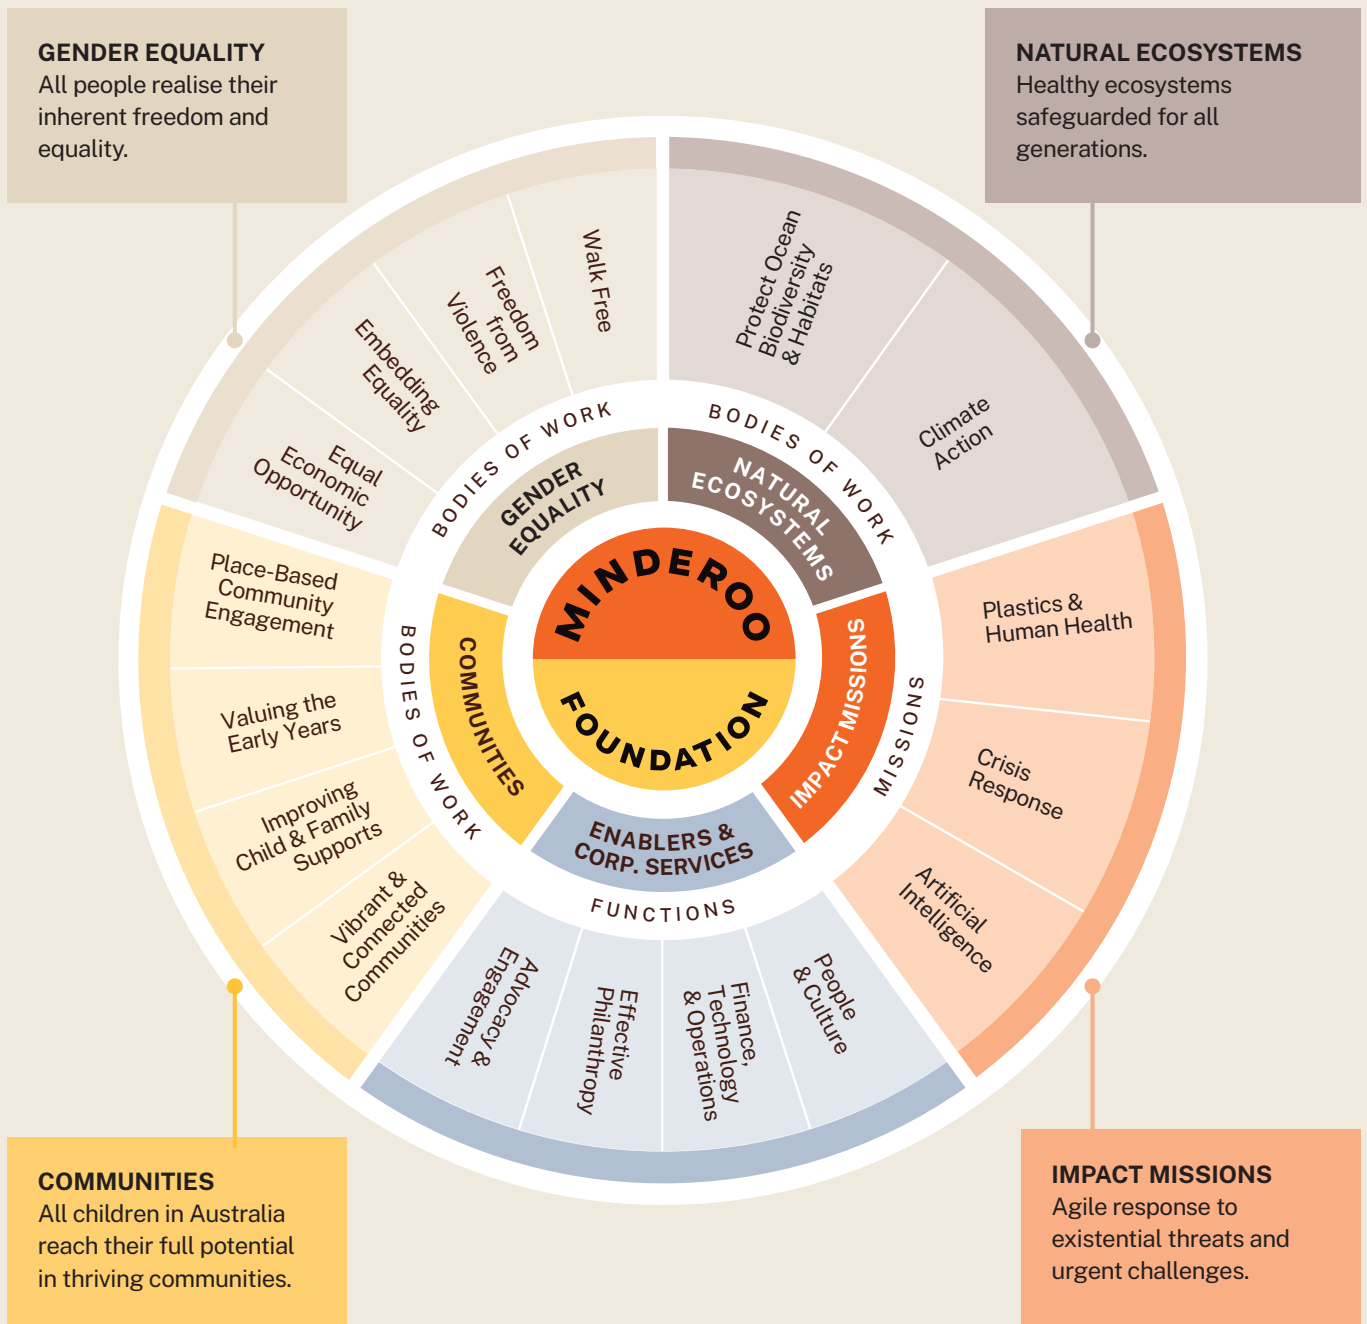 GENDER EQUALITY
All people realise their
inherent freedom and
equality.
NATURAL ECOSYSTEMS
Healthy ecosystems
safeguarded for all
generations.
Walk Free
Freedom
from
Violence
Embedding
Equality
Equal
Economic
Opportunity
BODIES OF WORK
GENDER
EQUALITY
Protect Ocean
Biodiversity
& Habitats
Climate
Action
BODIES OF WORK
NATURAL
ECOSYSTEMS
MINDEROO
FOUNDATION
Place-Based
Community
Engagement
Valuing the
Early Years
Improving
Child & Family
Supports
Vibrant &
Connected
Communities
BODIES OF WORK
COMMUNITIES
Plastics &
Human Health
Crisis
Response
Artificial
Intelligence
MISSIONS
IMPACT MISSIONS
ENABLERS &
CORP. SERVICES
FUNCTIONS
Advocacy &
Engagement
Effective
Philanthropy
Finance,
Technology
& Operations
People
& Culture
COMMUNITIES
All children in Australia
reach their full potential
in thriving communities.
IMPACT MISSIONS
Agile response to
existential threats and
urgent challenges.